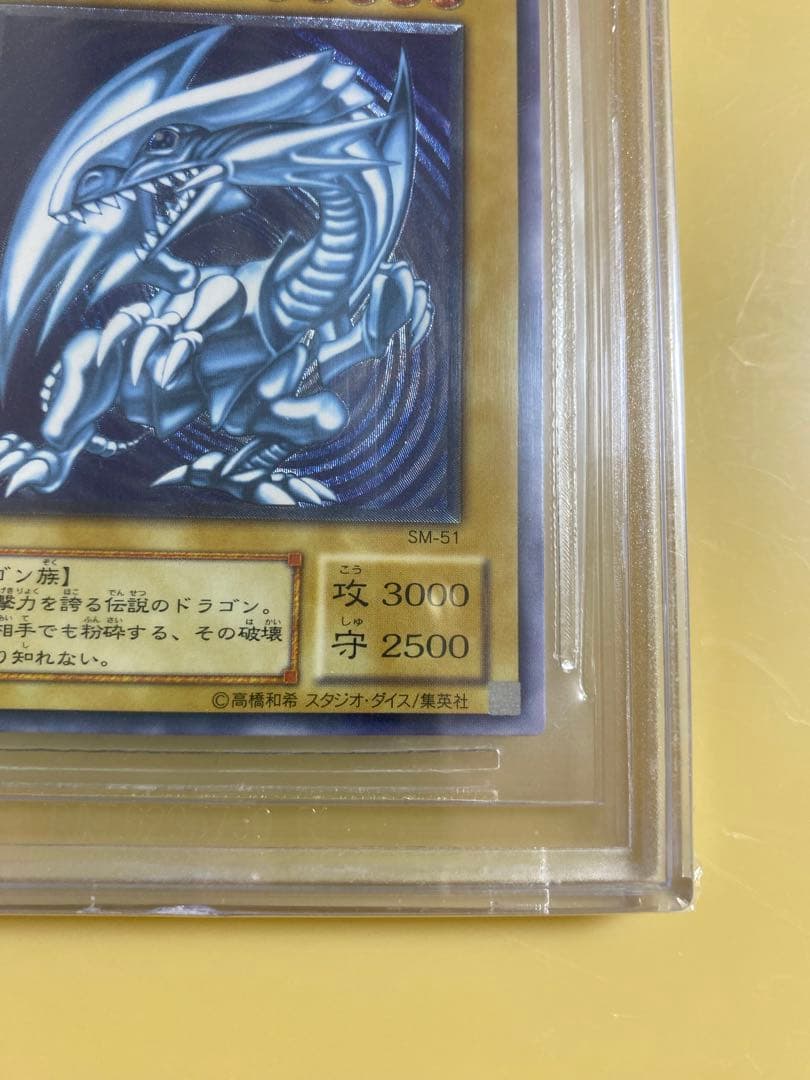 SM-51
ゴン族】
撃力を誇る伝説のドラゴン。
相手でも粉砕する、その破壊
り知れない。
攻 3000
守 2500
©高橋和希 スタジオ・ダイス/集英社